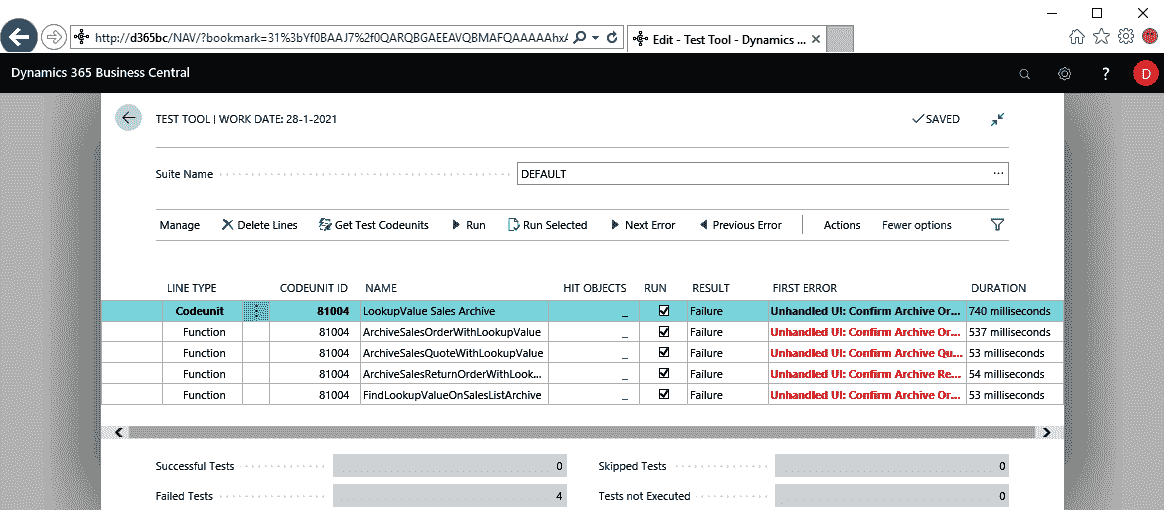 http://d365bc/NAV/?bookmark=31%3bYf0BAAJ7%2f0QARQBGAEEAVQBMAFQAAAAAhxA
Edit - Test Tool - Dynamics ...
Dynamics 365 Business Central
? D
TEST TOOL | WORK DATE: 28-1-2021
SAVED
Suite Name DEFAULT ...
Manage Delete Lines Get Test Codeunits Run Run Selected Next Error Previous Error Actions Fewer options
LINE TYPE CODEUNIT ID NAME HIT OBJECTS RUN RESULT FIRST ERROR DURATION
Codeunit 81004 LookupValue Sales Archive _ Failure Unhandled UI: Confirm Archive Or... 740 milliseconds
Function 81004 ArchiveSalesOrderWithLookupValue _ Failure Unhandled UI: Confirm Archive Or... 537 milliseconds
Function 81004 ArchiveSalesQuoteWithLookupValue _ Failure Unhandled UI: Confirm Archive Qu... 53 milliseconds
Function 81004 ArchiveSalesReturnOrderWithLook... _ Failure Unhandled UI: Confirm Archive Re... 54 milliseconds
Function 81004 FindLookupValueOnSalesListArchive _ Failure Unhandled UI: Confirm Archive Or... 53 milliseconds
Successful Tests 0 Skipped Tests 0
Failed Tests 4 Tests not Executed 0